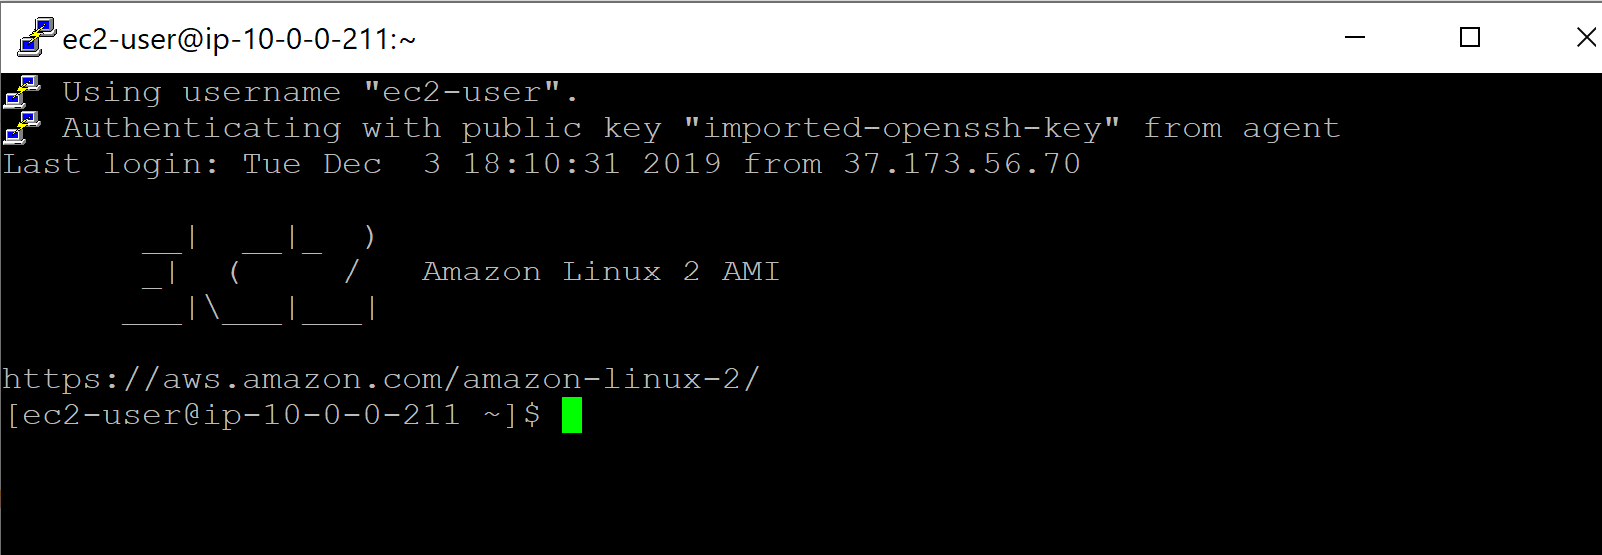 ec2-user@ip-10-0-0-211:~
Using username "ec2-user".
Authenticating with public key "imported-openssh-key" from agent
Last login: Tue Dec  3 18:10:31 2019 from 37.173.56.70
       __|  __|_  )
       _|  (     /   Amazon Linux 2 AMI
      ___|\___|___|
https://aws.amazon.com/amazon-linux-2/
[ec2-user@ip-10-0-0-211 ~]$